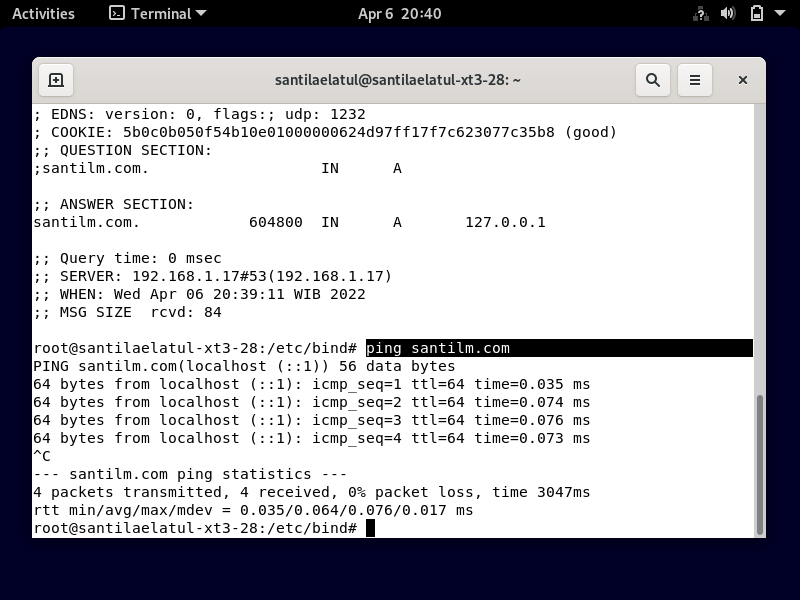 Activities Terminal Apr 6 20:40
santilaelatul@santilaelatul-xt3-28: ~
; EDNS: version: 0, flags:; udp: 1232
; COOKIE: 5b0c0b050f54b10e01000000624d97ff17f7c623077c35b8 (good)
;; QUESTION SECTION:
;santilm.com. IN A
;; ANSWER SECTION:
santilm.com. 604800 IN A 127.0.0.1
;; Query time: 0 msec
;; SERVER: 192.168.1.17#53(192.168.1.17)
;; WHEN: Wed Apr 06 20:39:11 WIB 2022
;; MSG SIZE rcvd: 84
root@santilaelatul-xt3-28:/etc/bind# ping santilm.com
PING santilm.com(localhost (::1)) 56 data bytes
64 bytes from localhost (::1): icmp_seq=1 ttl=64 time=0.035 ms
64 bytes from localhost (::1): icmp_seq=2 ttl=64 time=0.074 ms
64 bytes from localhost (::1): icmp_seq=3 ttl=64 time=0.076 ms
64 bytes from localhost (::1): icmp_seq=4 ttl=64 time=0.073 ms
^C
--- santilm.com ping statistics ---
4 packets transmitted, 4 received, 0% packet loss, time 3047ms
rtt min/avg/max/mdev = 0.035/0.064/0.076/0.017 ms
root@santilaelatul-xt3-28:/etc/bind#